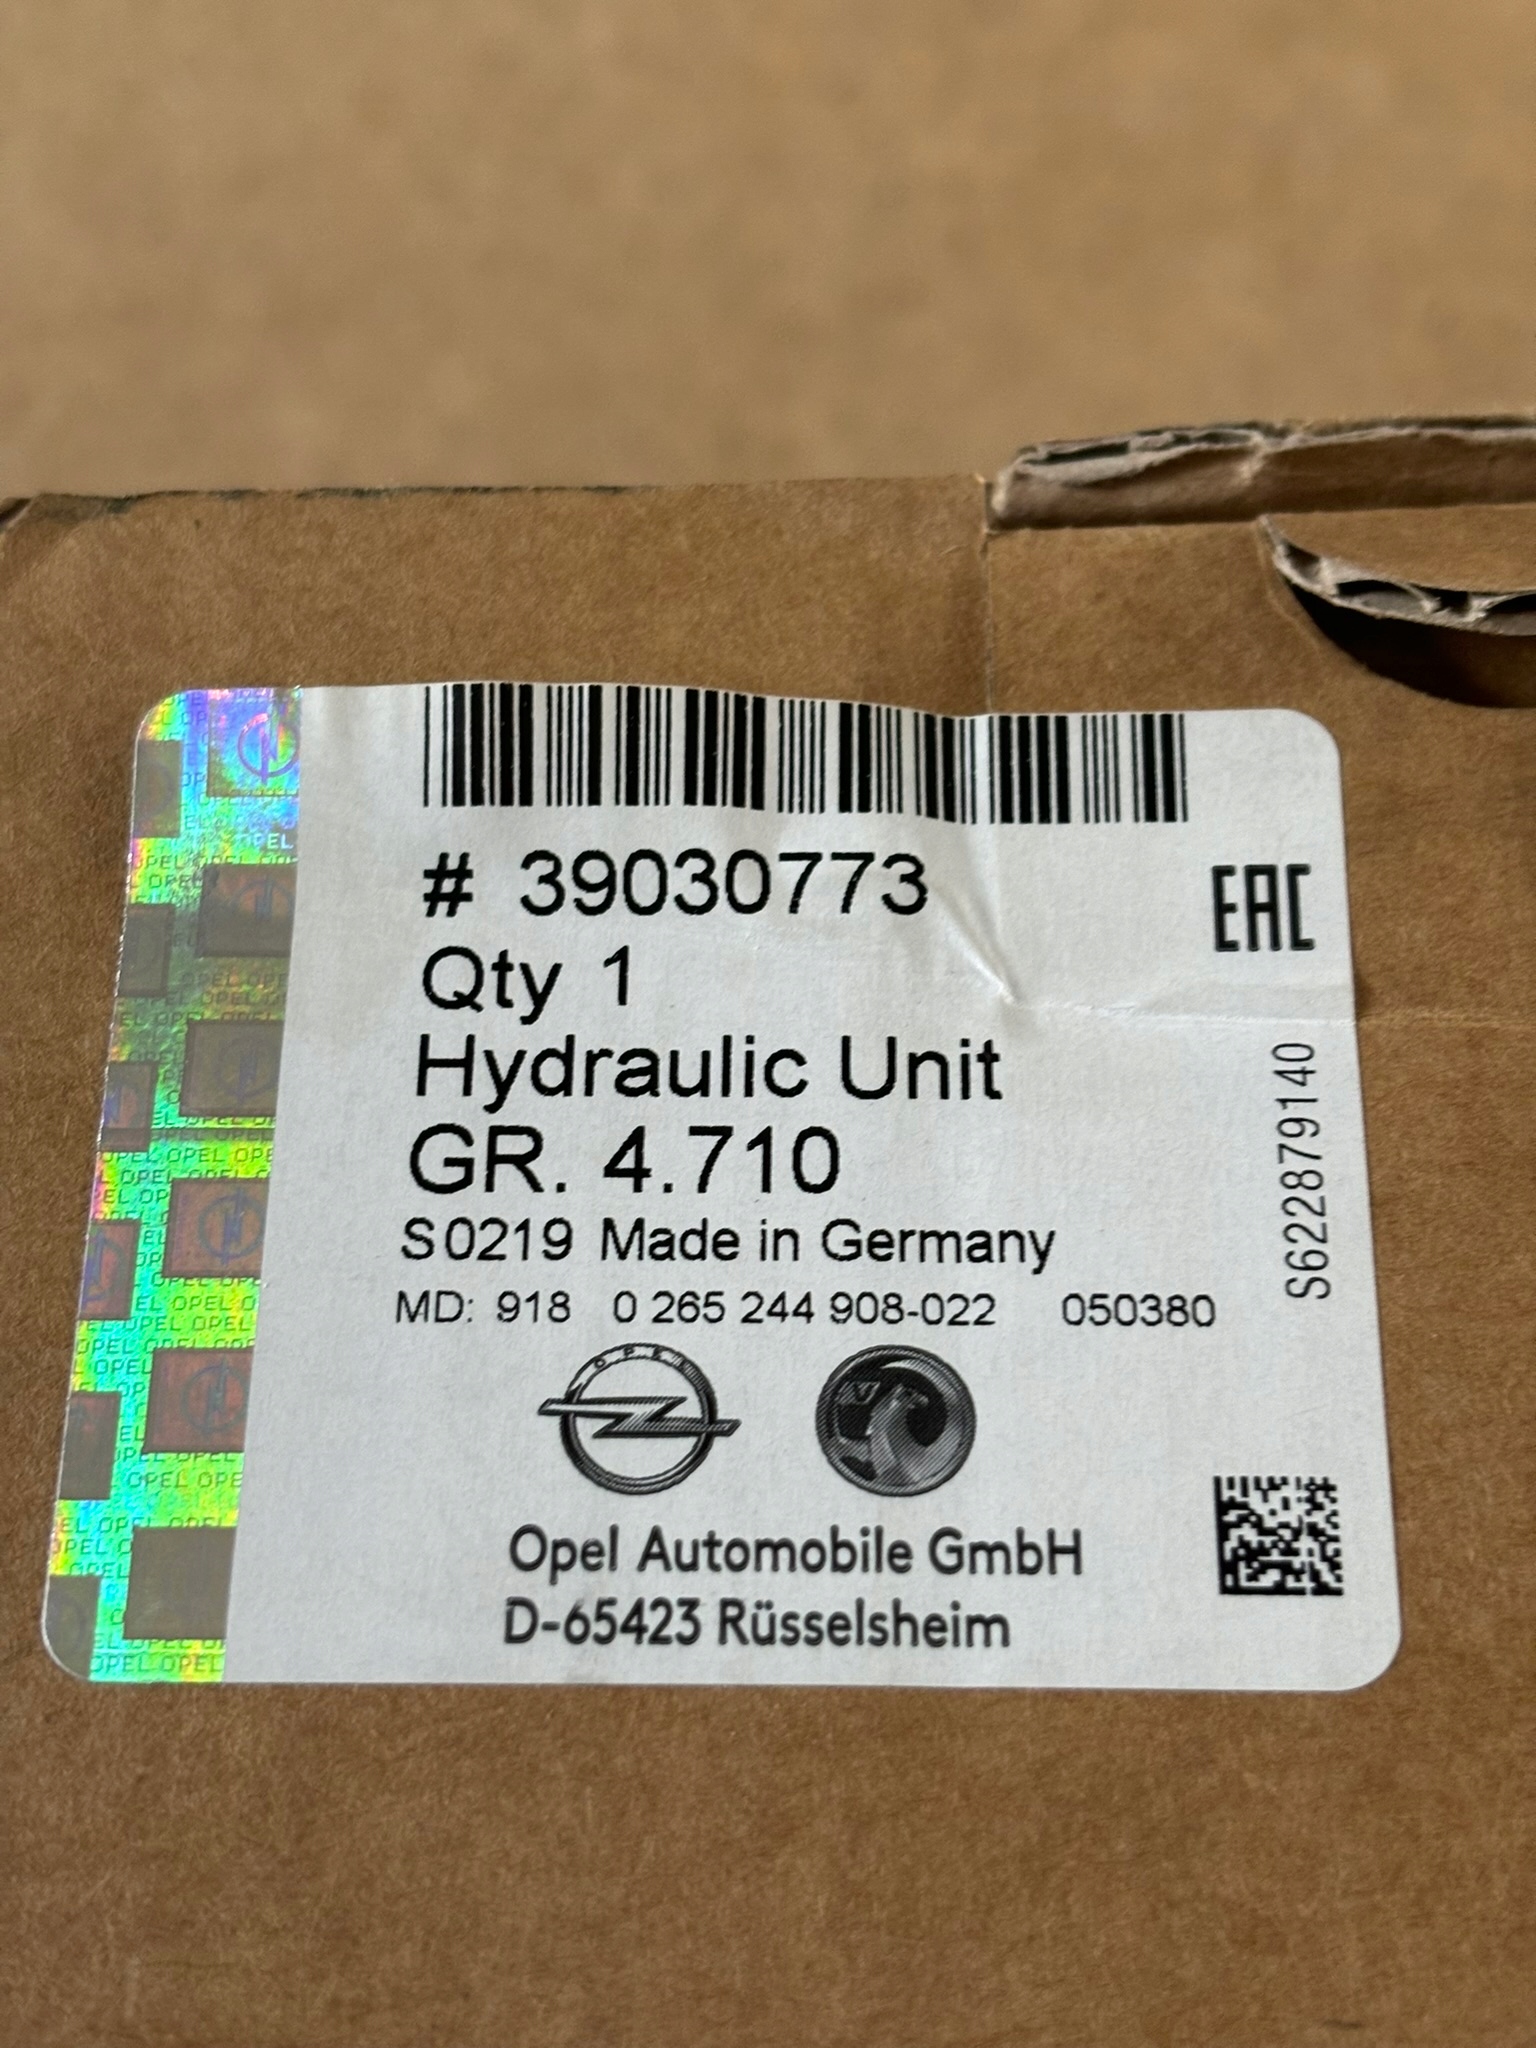 # 39030773
EAC
Qty 1
Hydraulic Unit
GR. 4.710
S0219 Made in Germany
MD: 918 0 265 244 908-022 050380
S622879140
OPEL
Opel Automobile GmbH
D-65423 Rüsselsheim